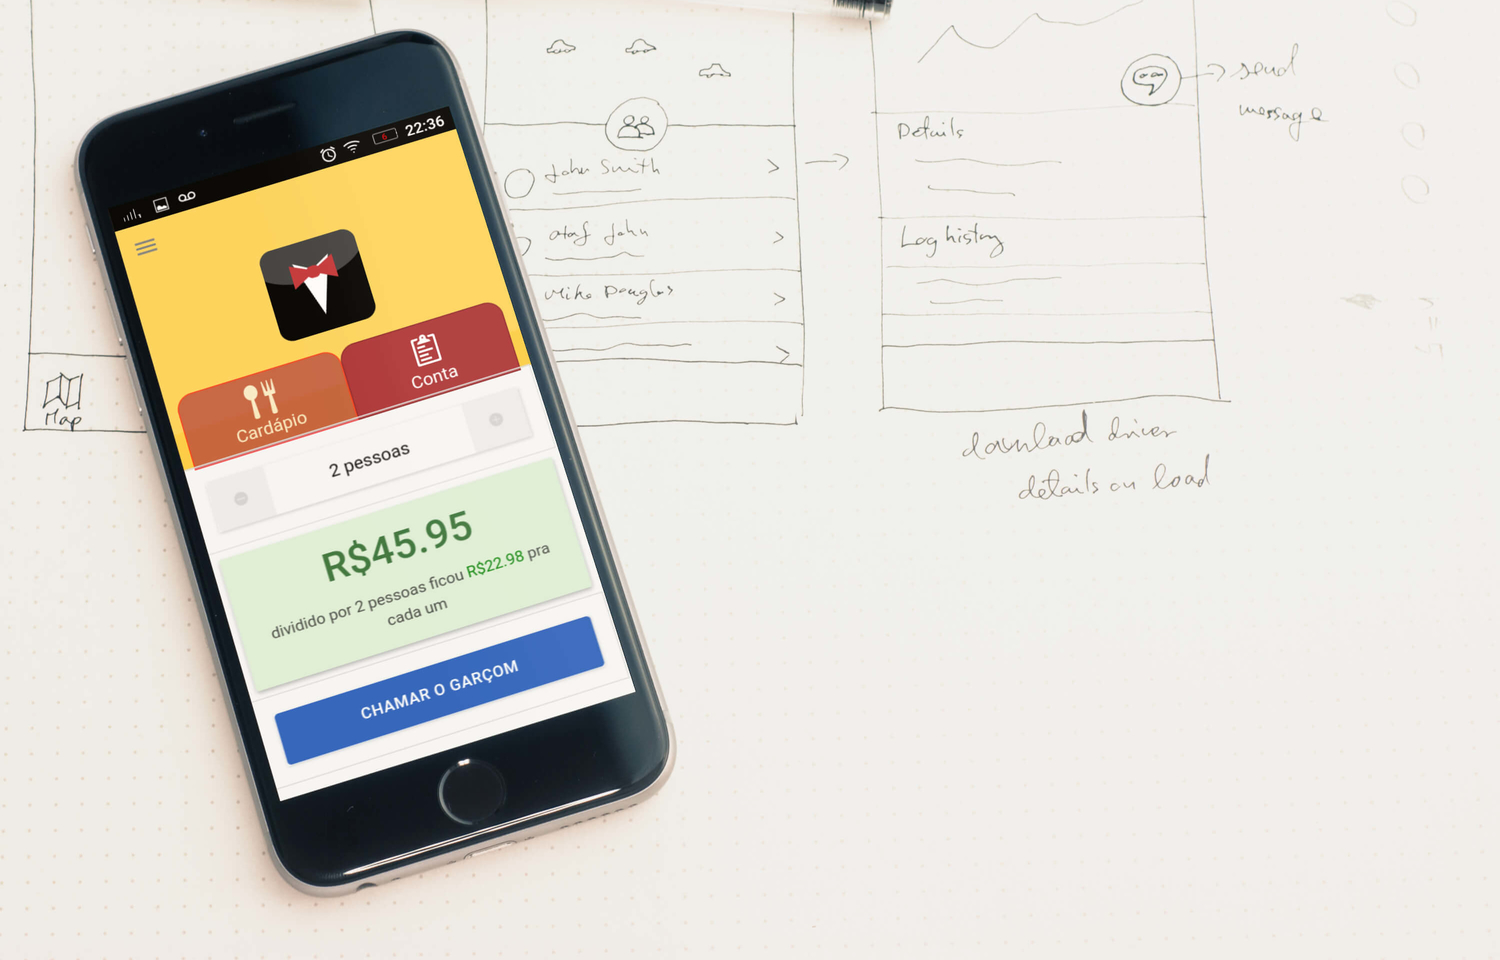 22:36
Cardápio
Conta
2 pessoas
R$45.95
dividido por 2 pessoas ficou R$22.98 pra
cada um
CHAMAR O GARÇOM
Map
John Smith
John
Mike Douglas
Details
Log history
send
message
download driver
details on load